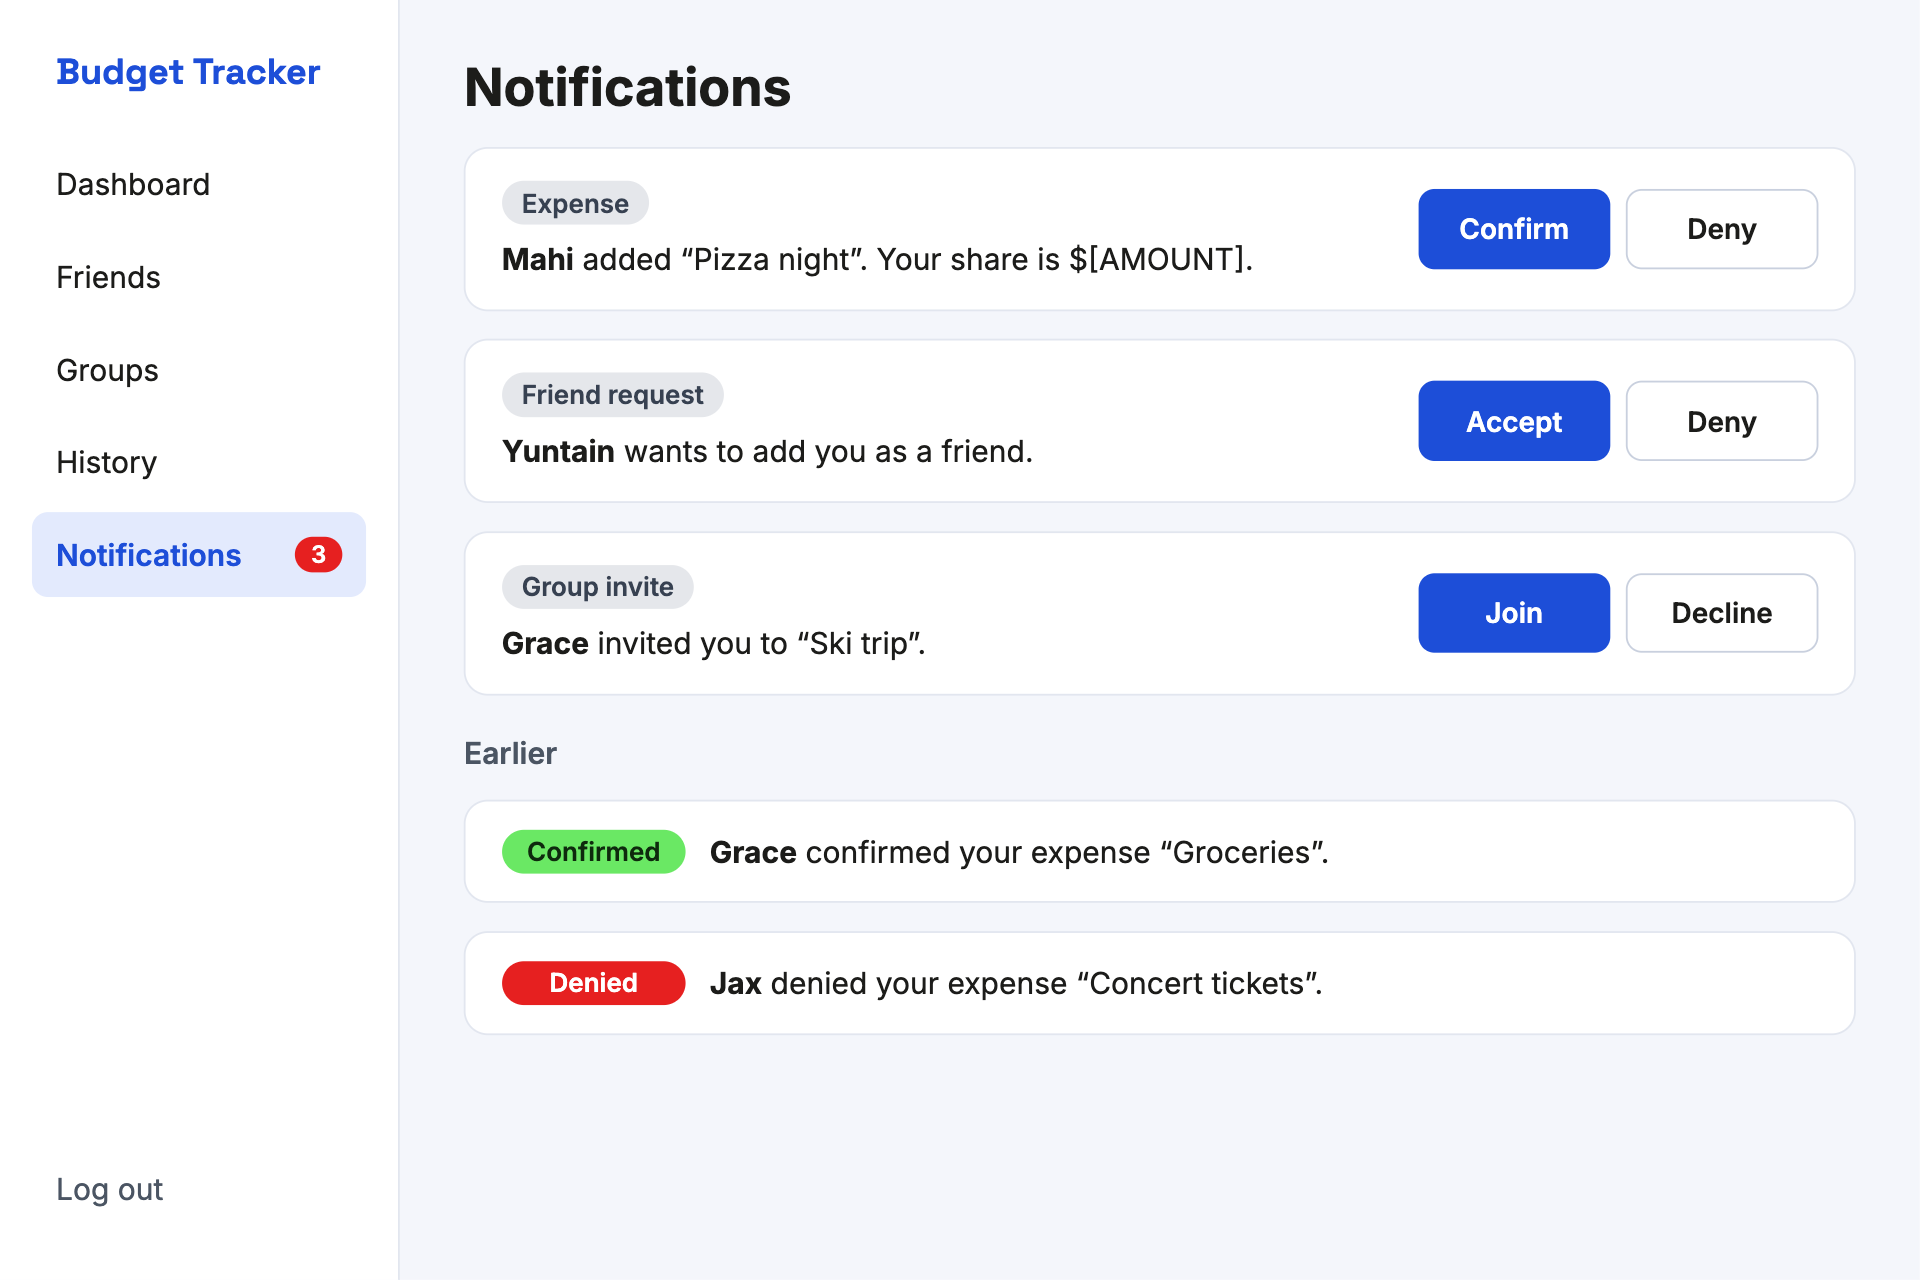 Budget Tracker
Dashboard
Friends
Groups
History
Notifications 3
Log out
Notifications
Expense
Mahi added “Pizza night”. Your share is $[AMOUNT].
Confirm
Deny
Friend request
Yuntain wants to add you as a friend.
Accept
Deny
Group invite
Grace invited you to “Ski trip”.
Join
Decline
Earlier
Confirmed Grace confirmed your expense “Groceries”.
Denied Jax denied your expense “Concert tickets”.